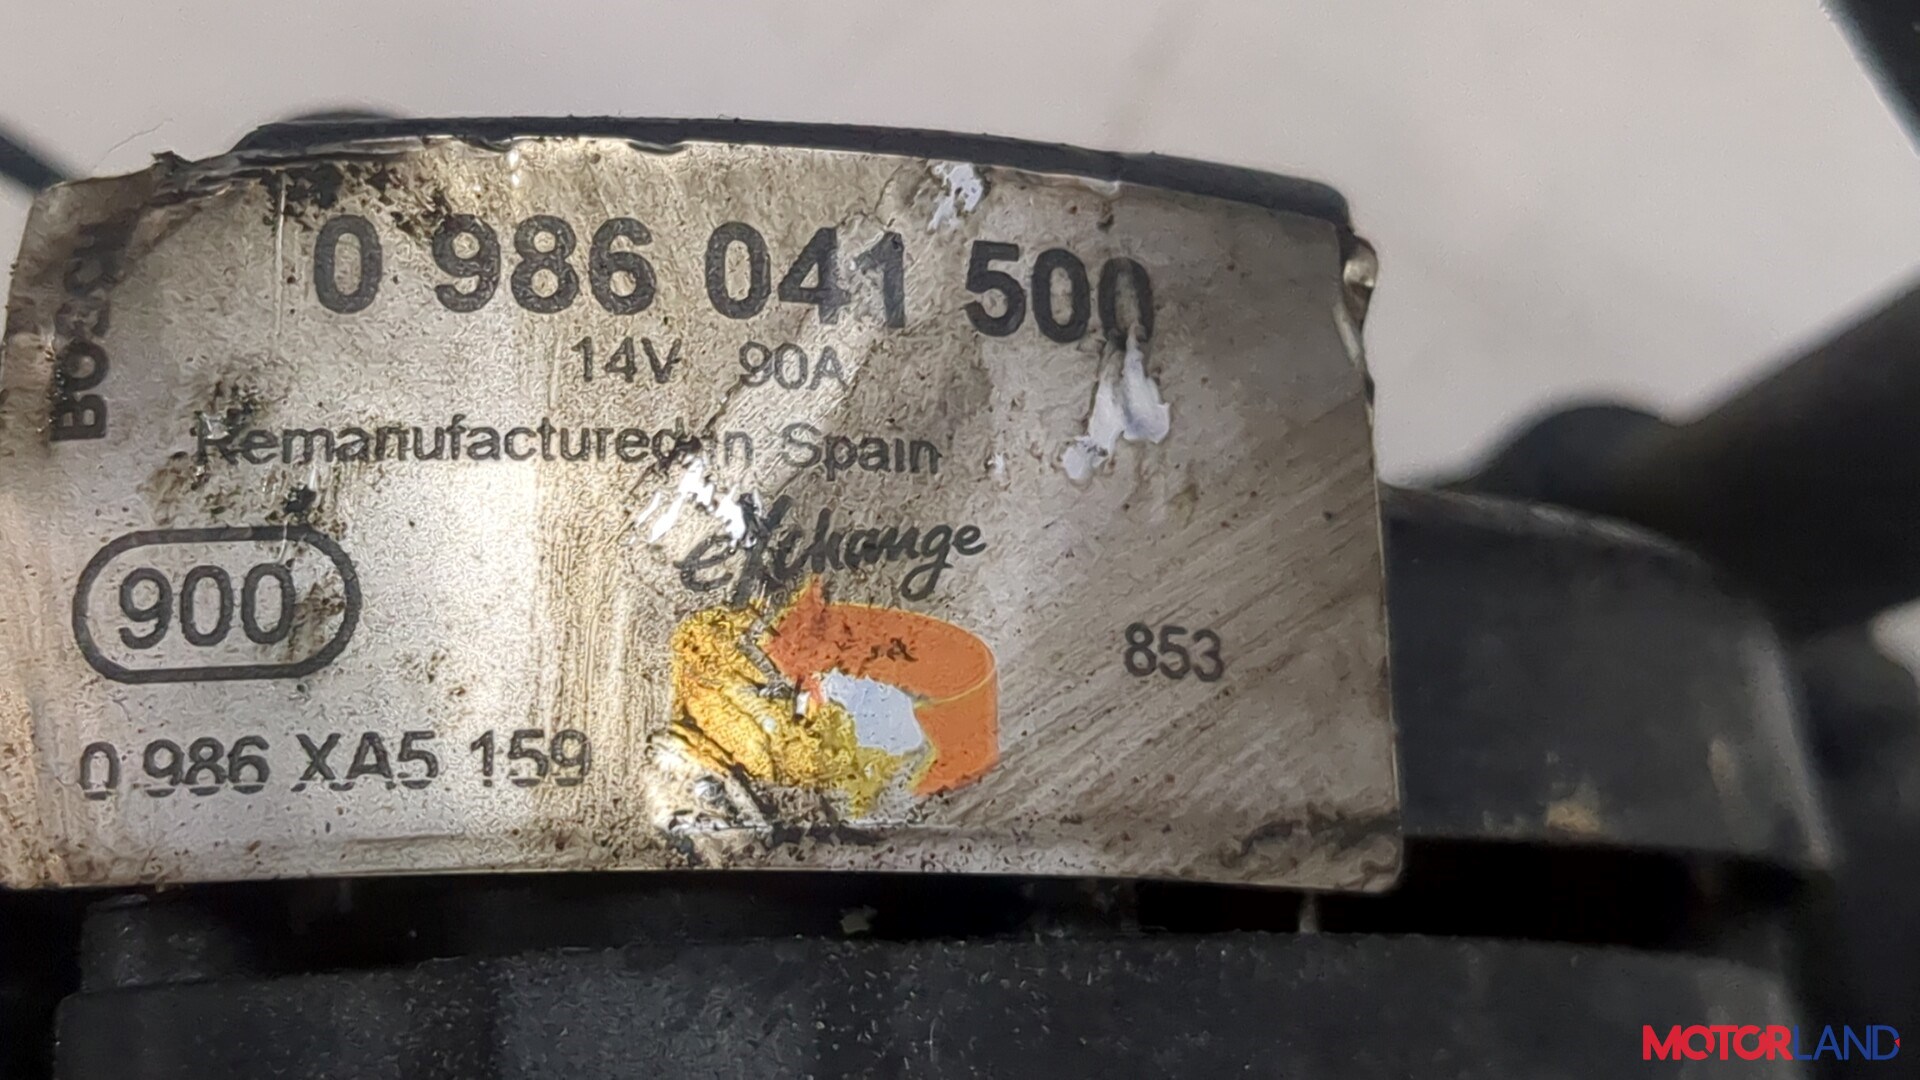 BOSCH
0 986 041 500
14V 90A
Remanufactured in Spain
eXchange
900
853
0 986 XA5 159
MOTORLAND